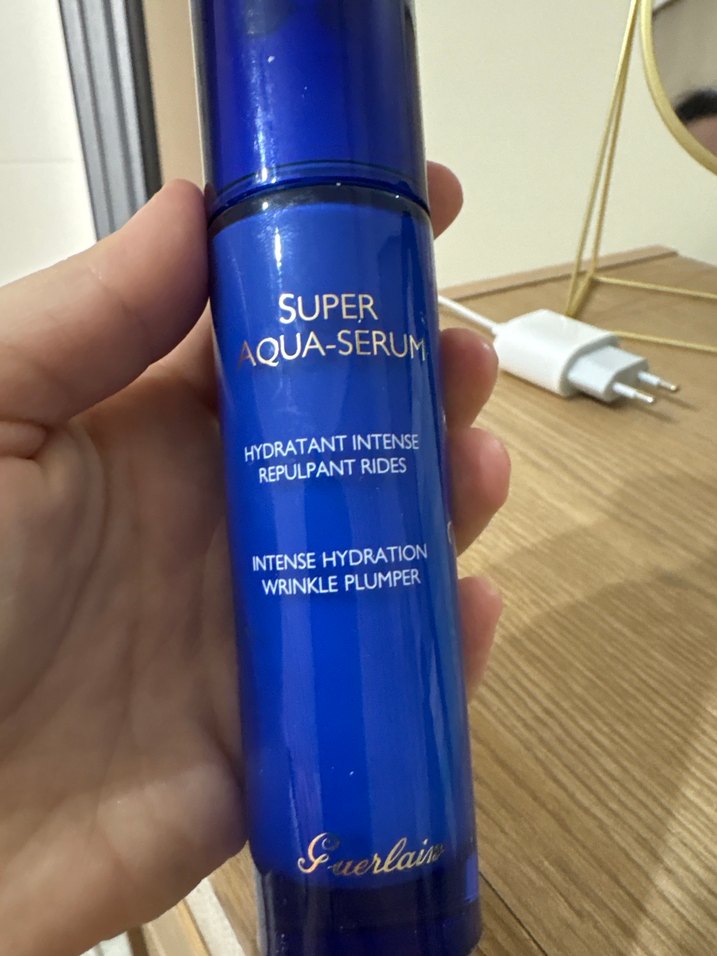 SUPER
AQUA-SERUM
HYDRATANT INTENSE
REPULPANT RIDES
INTENSE HYDRATION
WRINKLE PLUMPER
Guerlain